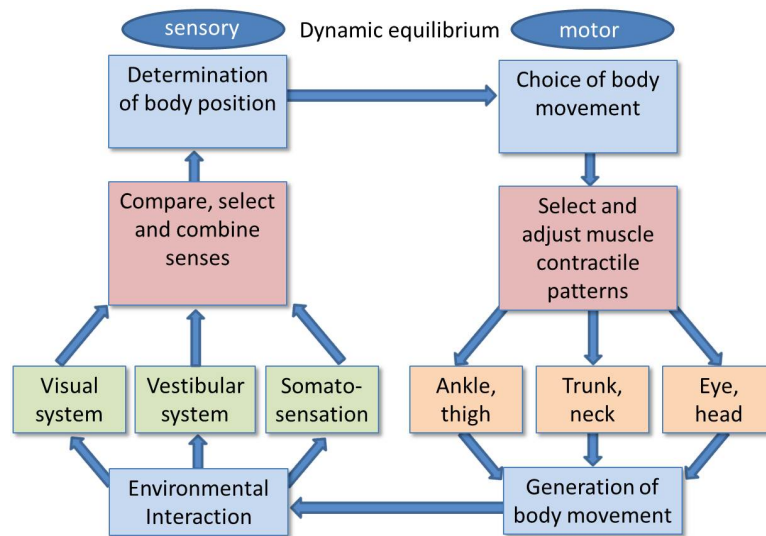 sensory
Dynamic equilibrium
motor
Determination
of body position
Choice of body
movement
Compare, select
and combine
senses
Select and
adjust muscle
contractile
patterns
Visual
system
Vestibular
system
Somato-
sensation
Ankle,
thigh
Trunk,
neck
Eye,
head
Environmental
Interaction
Generation of
body movement